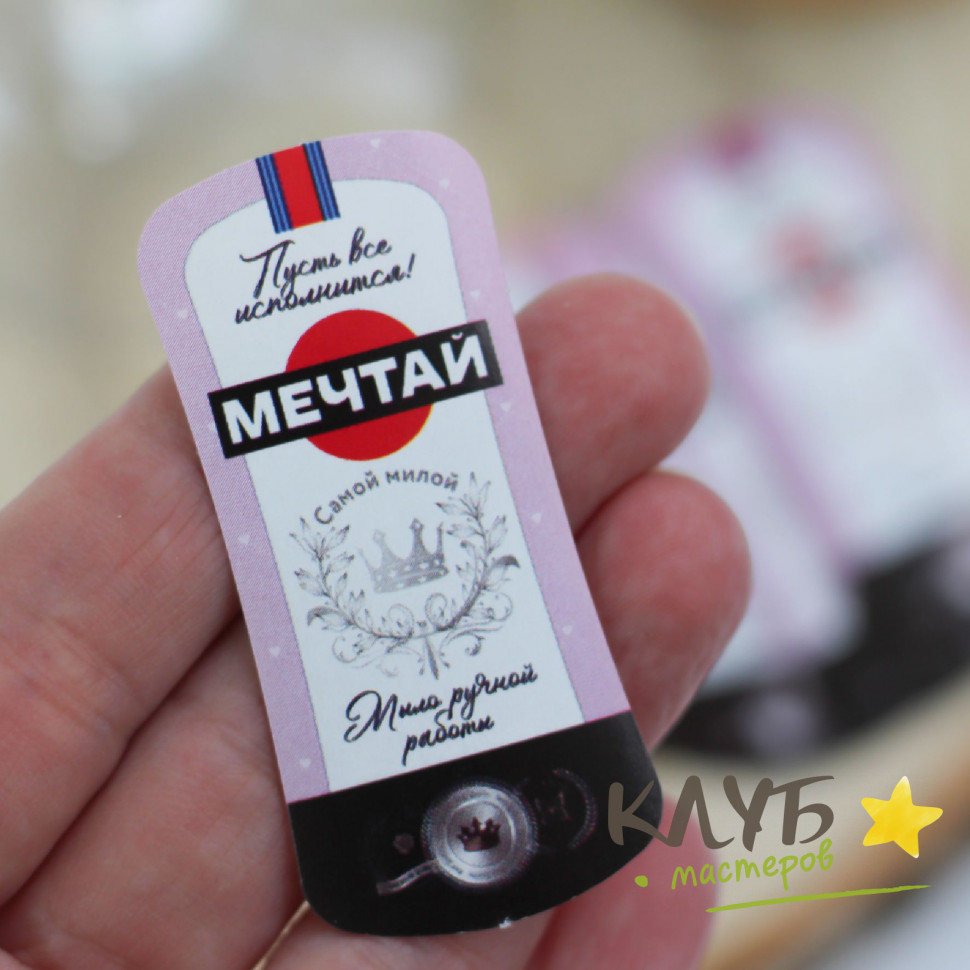 Пусть все
исполнится!
МЕЧТАЙ
Самой милой
Мыло ручной
работы
КЛУБ
мастеров